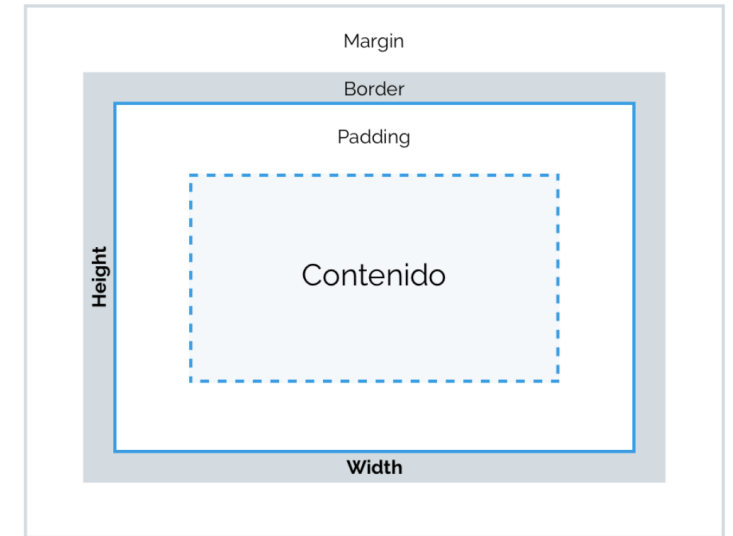 Margin
Border
Padding
Contenido
Height
Width